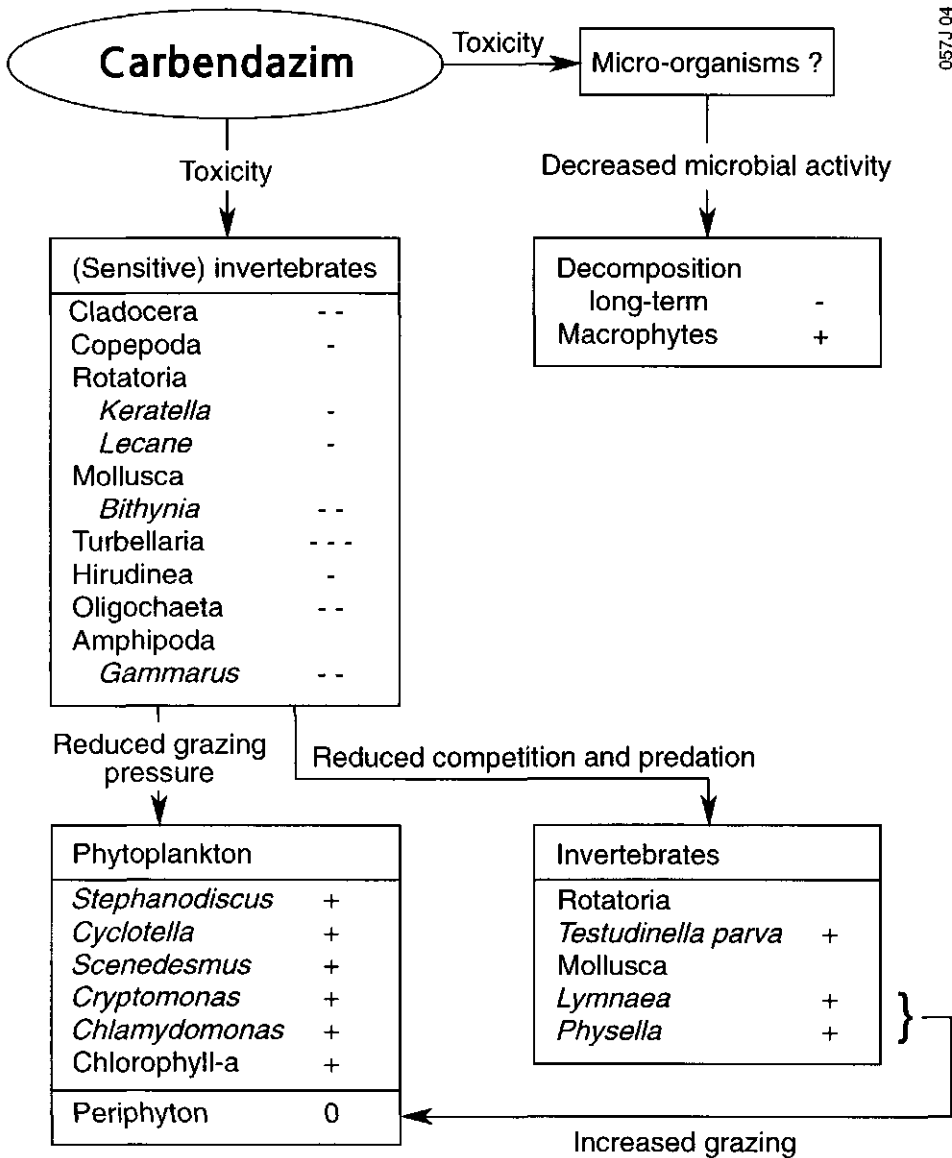 057J 04
Carbendazim
Toxicity
Micro-organisms ?
Toxicity
Decreased microbial activity
(Sensitive) invertebrates
Cladocera - -
Copepoda -
Rotatoria
Keratella -
Lecane -
Mollusca
Bithynia - -
Turbellaria - - -
Hirudinea -
Oligochaeta - -
Amphipoda
Gammarus - -
Decomposition
long-term -
Macrophytes +
Reduced grazing
pressure
Reduced competition and predation
Phytoplankton
Stephanodiscus +
Cyclotella +
Scenedesmus +
Cryptomonas +
Chlamydomonas +
Chlorophyll-a +
Periphyton 0
Invertebrates
Rotatoria
Testudinella parva +
Mollusca
Lymnaea +
Physella +
}
Increased grazing